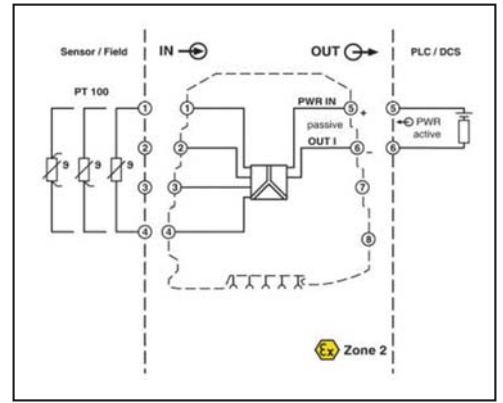 Sensor / Field IN OUT PLC / DCS
PT 100
1 1 PWR IN 5 + 5
passive PWR
active
2 2 OUT I 6 − 6
ϑ ϑ ϑ
3 3 7
4 4 8
Ex Zone 2